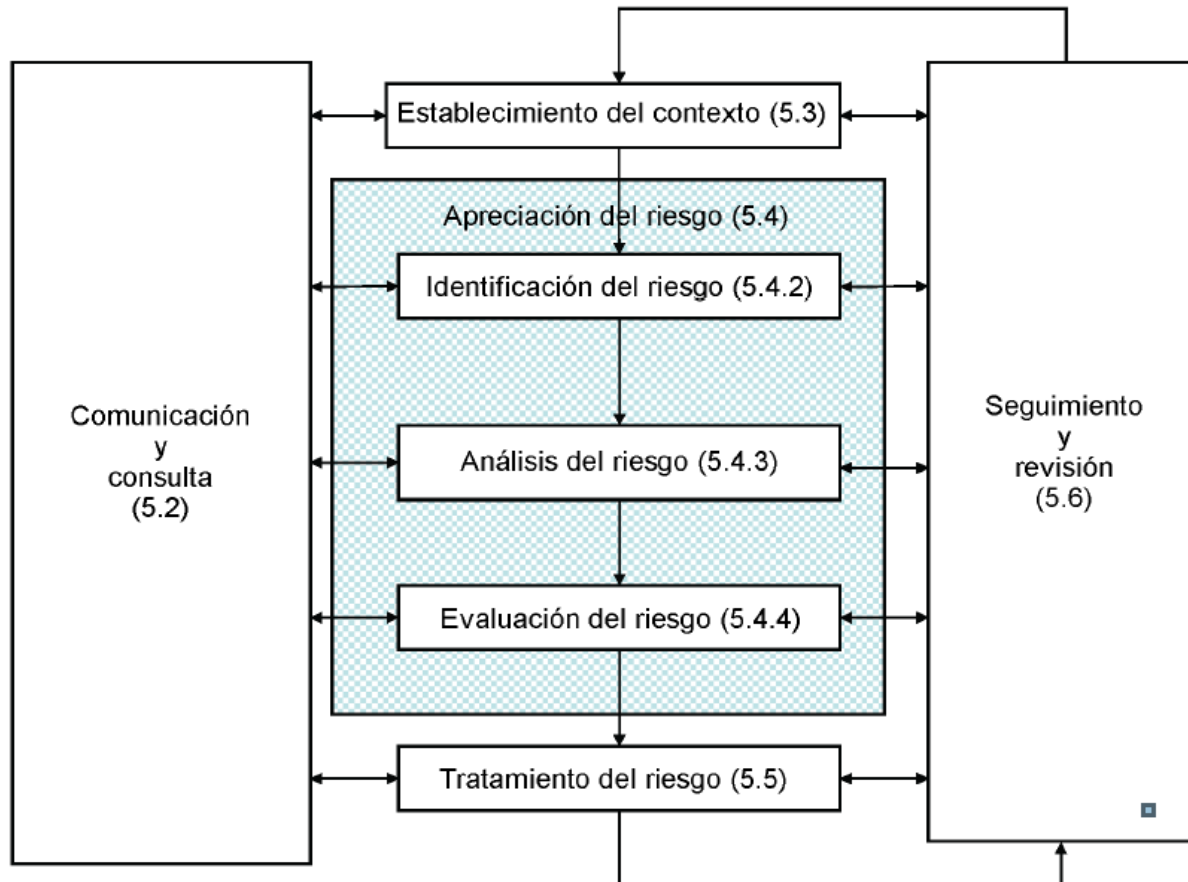 Establecimiento del contexto (5.3)
Apreciación del riesgo (5.4)
Identificación del riesgo (5.4.2)
Comunicación
y
consulta
(5.2)
Análisis del riesgo (5.4.3)
Seguimiento
y
revisión
(5.6)
Evaluación del riesgo (5.4.4)
Tratamiento del riesgo (5.5)